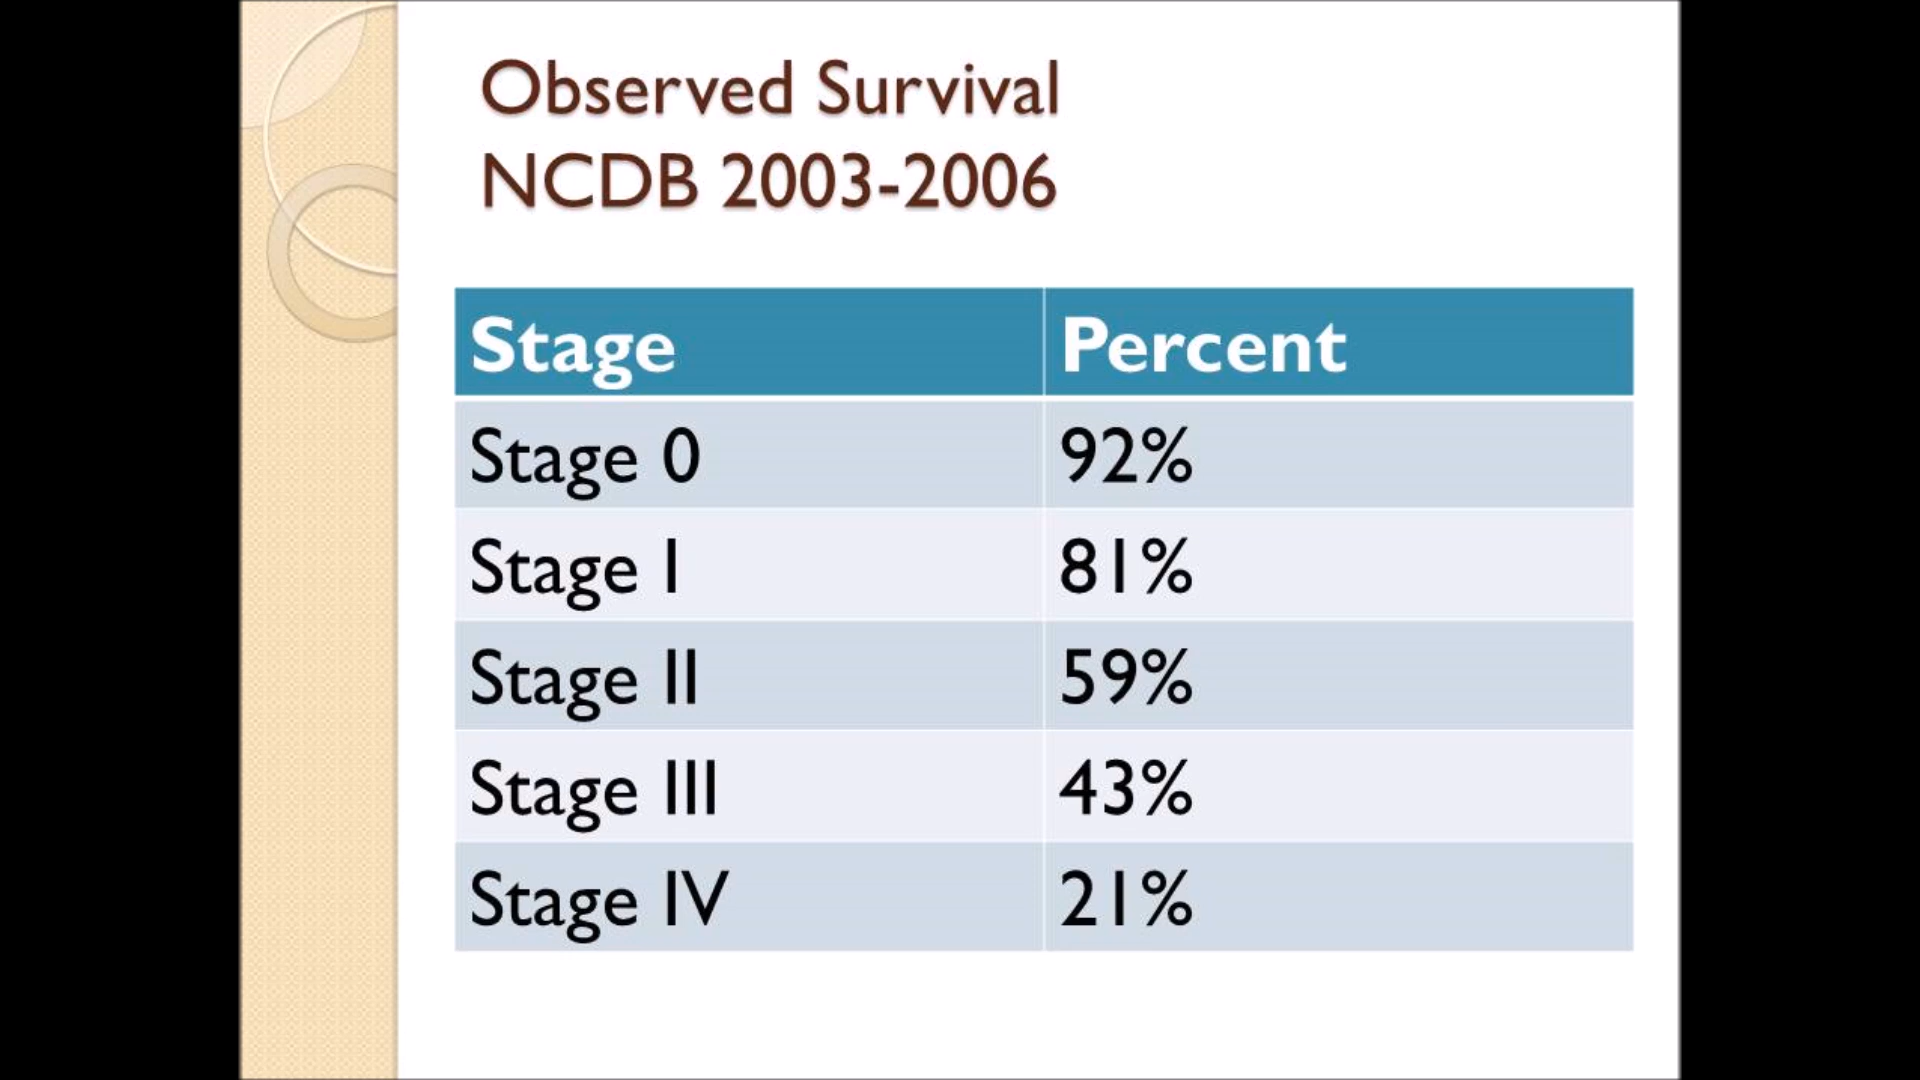 Observed Survival
NCDB 2003-2006
Stage Percent
Stage 0 92%
Stage I 81%
Stage II 59%
Stage III 43%
Stage IV 21%